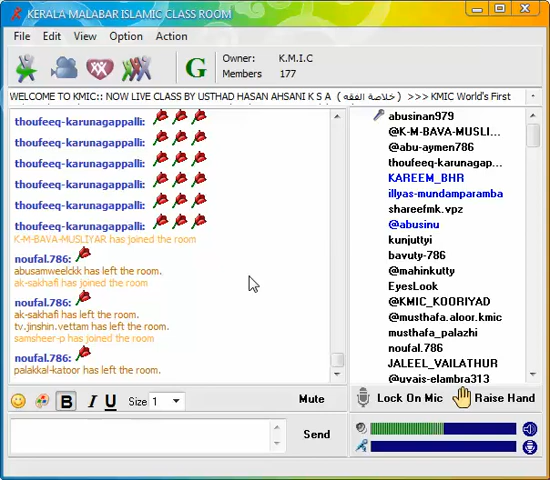 KERALA MALABAR ISLAMIC CLASS ROOM
File Edit View Option Action
G
Owner: K.M.I.C
Members 177
WELCOME TO KMIC:: NOW LIVE CLASS BY USTHAD HASAN AHSANI K S A ( خلاصة الفقه ) >>> KMIC World's First
thoufeeq-karunagappalli:
thoufeeq-karunagappalli:
thoufeeq-karunagappalli:
thoufeeq-karunagappalli:
thoufeeq-karunagappalli:
thoufeeq-karunagappalli:
K-M-BAVA-MUSLIYAR has joined the room
noufal.786:
abusamweelckk has left the room.
ak-sakhafi has joined the room
noufal.786:
ak-sakhafi has left the room.
tv.jinshin.vettam has left the room.
samsheer-p has joined the room
noufal.786:
palakkal-katoor has left the room.
abusinan979
@K-M-BAVA-MUSLI...
@abu-aymen786
thoufeeq-karunagap...
KAREEM_BHR
illyas-mundamparamba
shareefmk.vpz
@abusinu
kunjuttyi
bavuty-786
@mahinkutty
EyesLook
@KMIC_KOORIYAD
@musthafa.aloor.kmic
musthafa_palazhi
noufal.786
JALEEL_VAILATHUR
@uvais-elambra313
B I U Size 1 Mute
Lock On Mic Raise Hand
Send